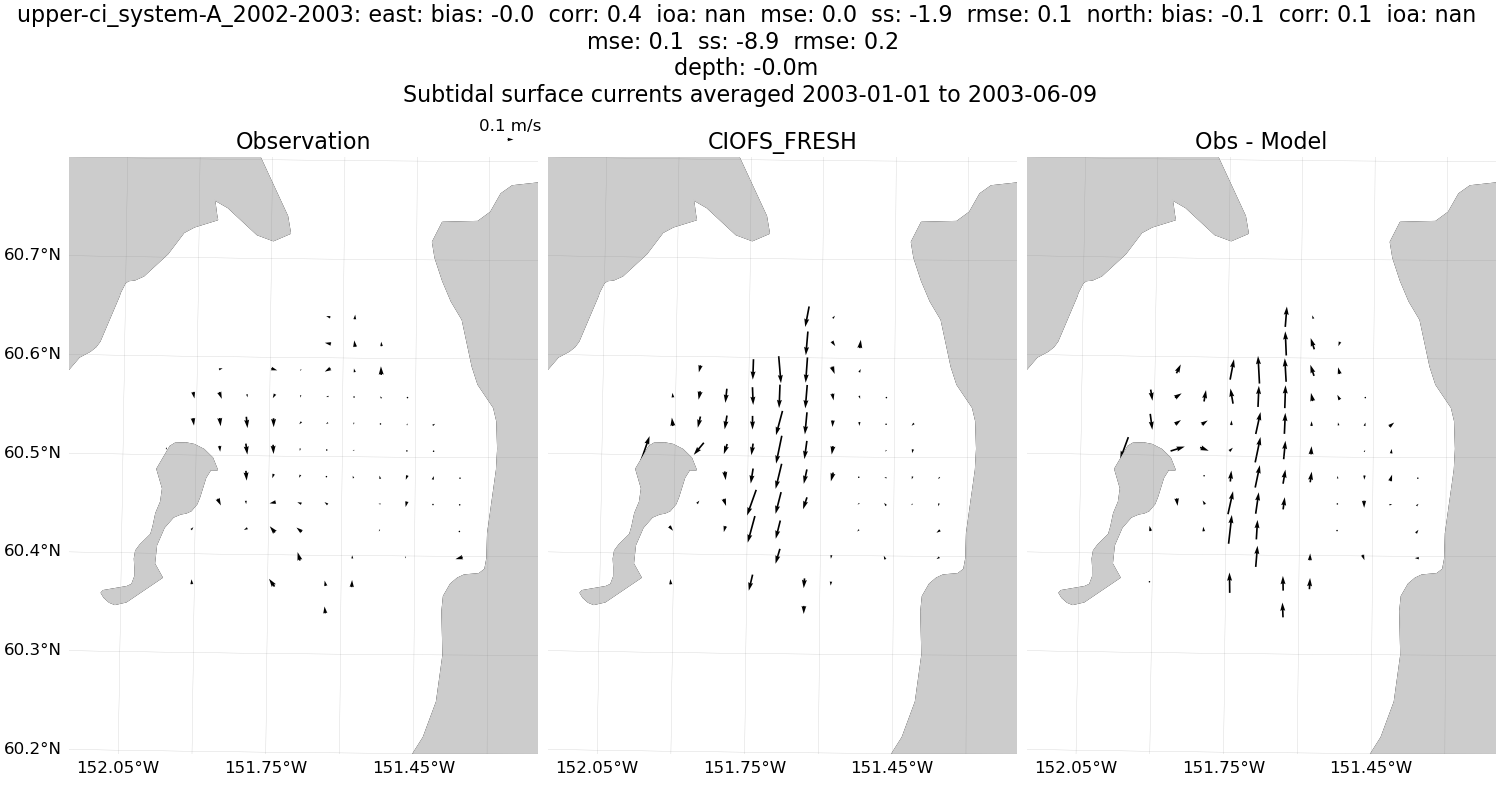 upper-ci_system-A_2002-2003: east: bias: -0.0  corr: 0.4  ioa: nan  mse: 0.0  ss: -1.9  rmse: 0.1  north: bias: -0.1  corr: 0.1  ioa: nan
mse: 0.1  ss: -8.9  rmse: 0.2
depth: -0.0m
Subtidal surface currents averaged 2003-01-01 to 2003-06-09
0.1 m/s
Observation
CIOFS_FRESH
Obs - Model
60.7°N
60.6°N
60.5°N
60.4°N
60.3°N
60.2°N
152.05°W
151.75°W
151.45°W
152.05°W
151.75°W
151.45°W
152.05°W
151.75°W
151.45°W